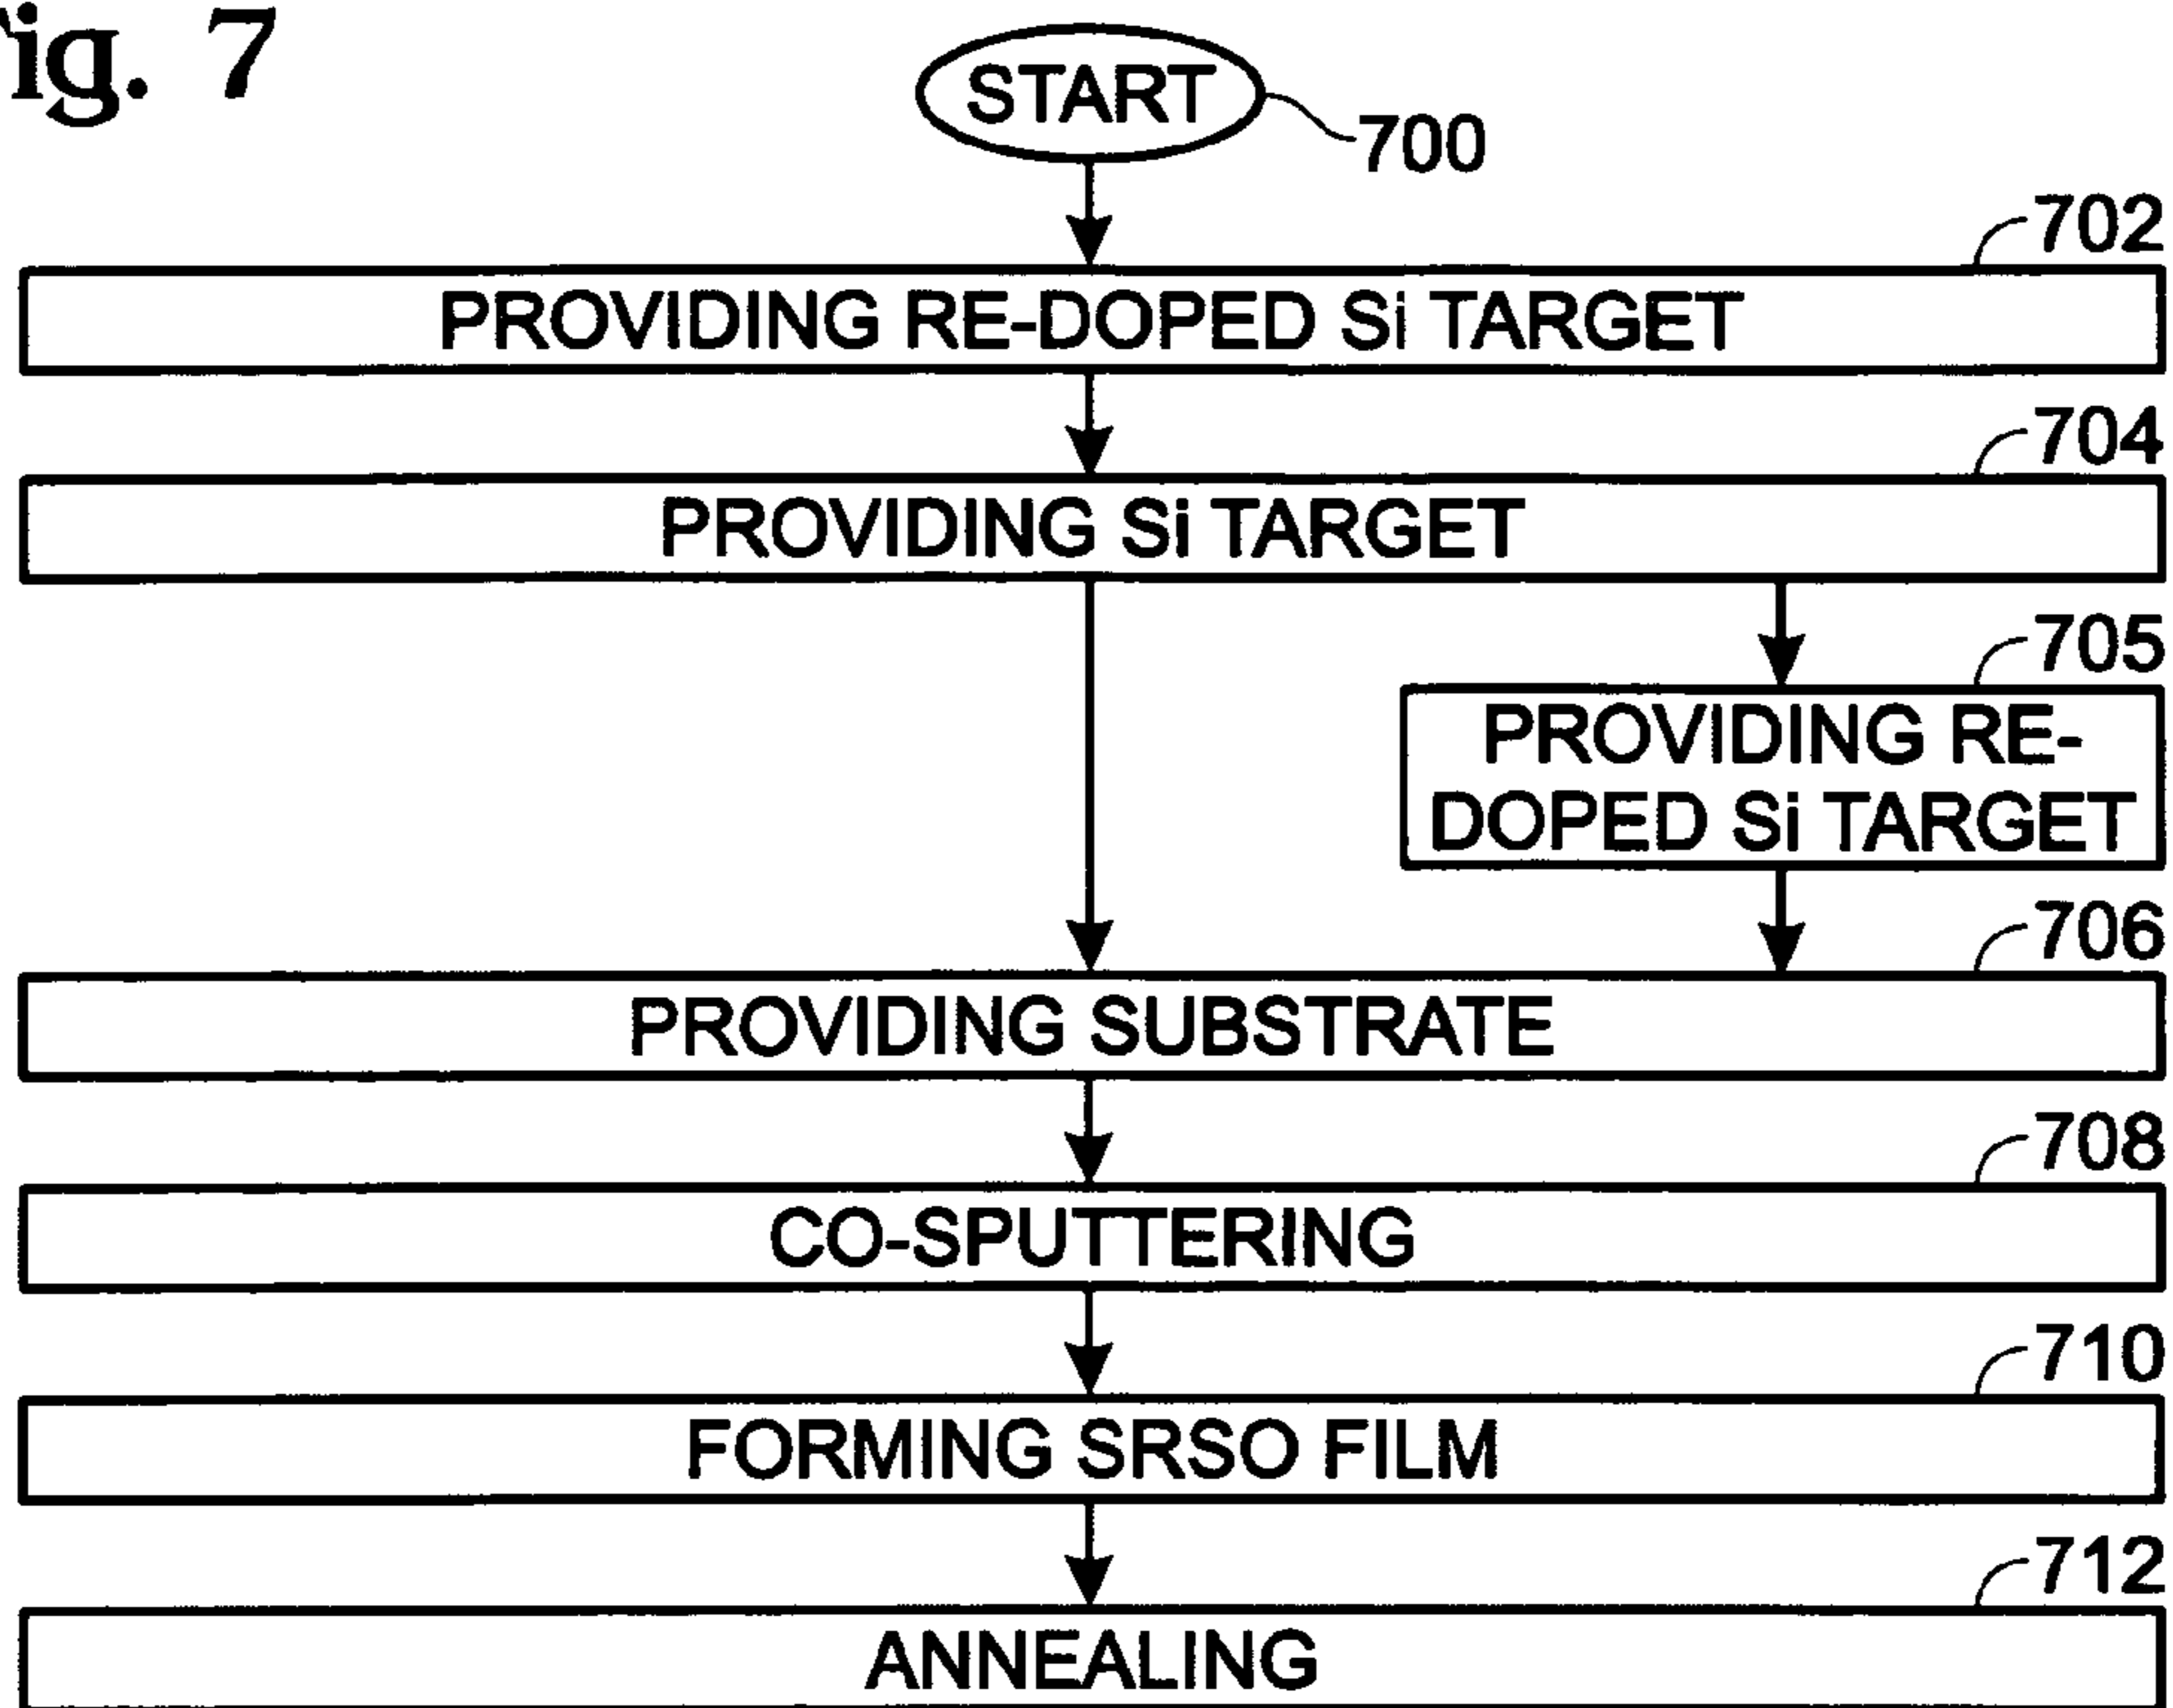 ig. 7
START
700
702
PROVIDING RE-DOPED Si TARGET
704
PROVIDING Si TARGET
705
PROVIDING RE-
DOPED Si TARGET
706
PROVIDING SUBSTRATE
708
CO-SPUTTERING
710
FORMING SRSO FILM
712
ANNEALING